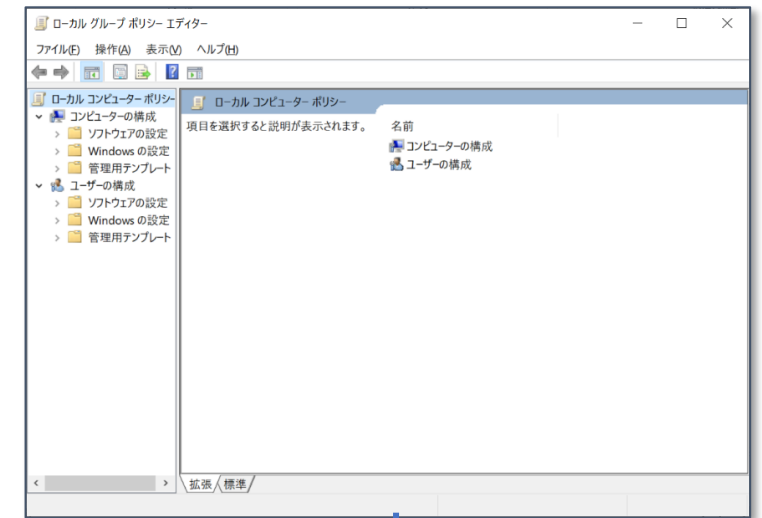 ローカル グループ ポリシー エディター
ファイル(F) 操作(A) 表示(V) ヘルプ(H)
ローカル コンピューター ポリシー
コンピューターの構成
ソフトウェアの設定
Windows の設定
管理用テンプレート
ユーザーの構成
ソフトウェアの設定
Windows の設定
管理用テンプレート
ローカル コンピューター ポリシー
項目を選択すると説明が表示されます。
名前
コンピューターの構成
ユーザーの構成
拡張 標準